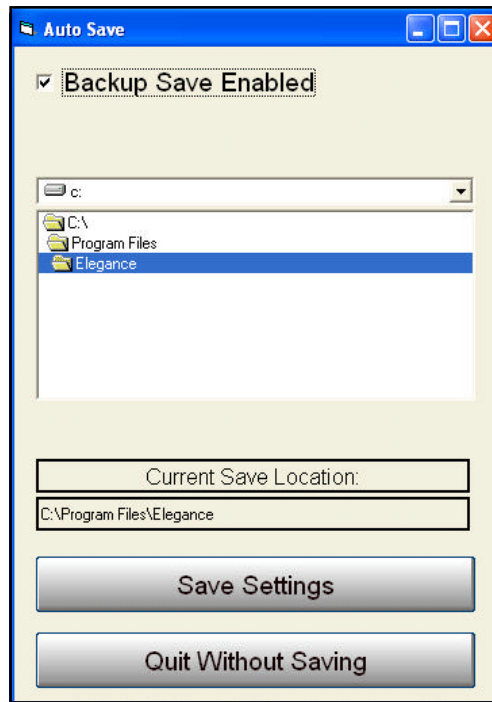 Auto Save
Backup Save Enabled
c:
C:\
Program Files
Elegance
Current Save Location:
C:\Program Files\Elegance
Save Settings
Quit Without Saving